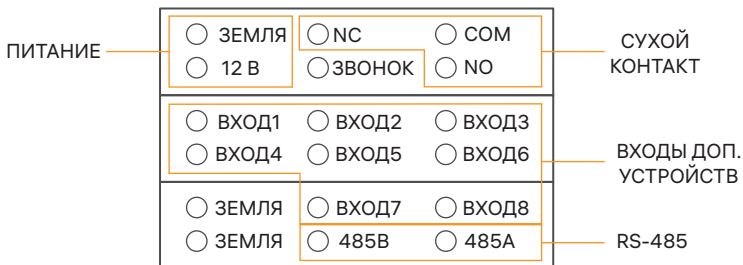 ПИТАНИЕ
ЗЕМЛЯ NC COM
12 В ЗВОНОК NO
СУХОЙ
КОНТАКТ
ВХОД1 ВХОД2 ВХОД3
ВХОД4 ВХОД5 ВХОД6
ВХОДЫ ДОП.
УСТРОЙСТВ
ЗЕМЛЯ ВХОД7 ВХОД8
ЗЕМЛЯ 485B 485A
RS-485